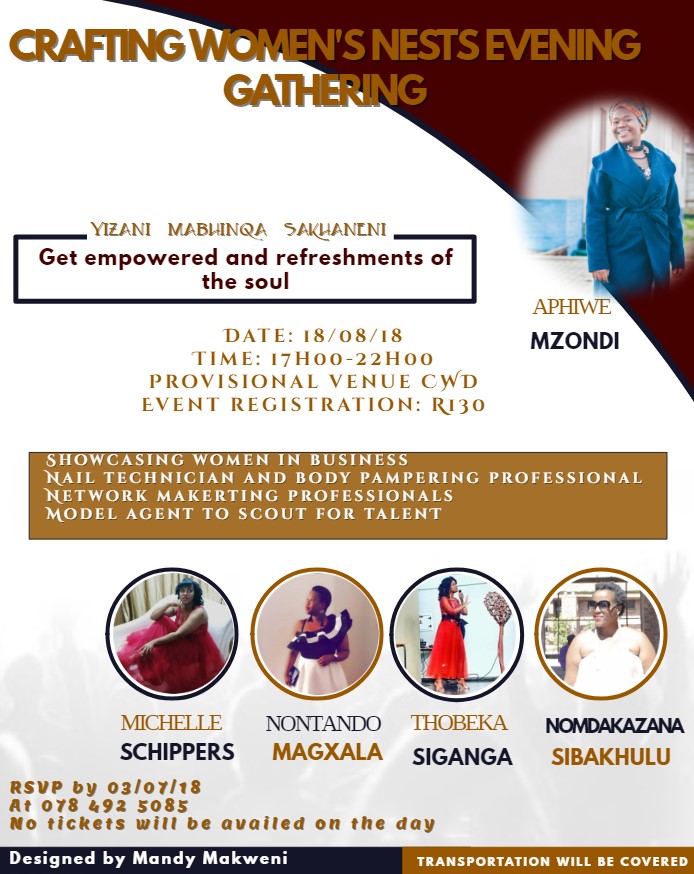 CRAFTING WOMEN'S NESTS EVENING
GATHERING
YIZANI MABHINQA SAKHANENI
Get empowered and refreshments of
the soul
APHIWE
MZONDI
DATE: 18/08/18
TIME: 17H00-22H00
PROVISIONAL VENUE CWD
EVENT REGISTRATION: R130
SHOWCASING WOMEN IN BUSINESS
NAIL TECHNICIAN AND BODY PAMPERING PROFESSIONAL
NETWORK MAKERTING PROFESSIONALS
MODEL AGENT TO SCOUT FOR TALENT
MICHELLE
SCHIPPERS
NONTANDO
MAGXALA
THOBEKA
SIGANGA
NOMDAKAZANA
SIBAKHULU
RSVP by 03/07/18
At 078 492 5085
No tickets will be availed on the day
Designed by Mandy Makweni
TRANSPORTATION WILL BE COVERED